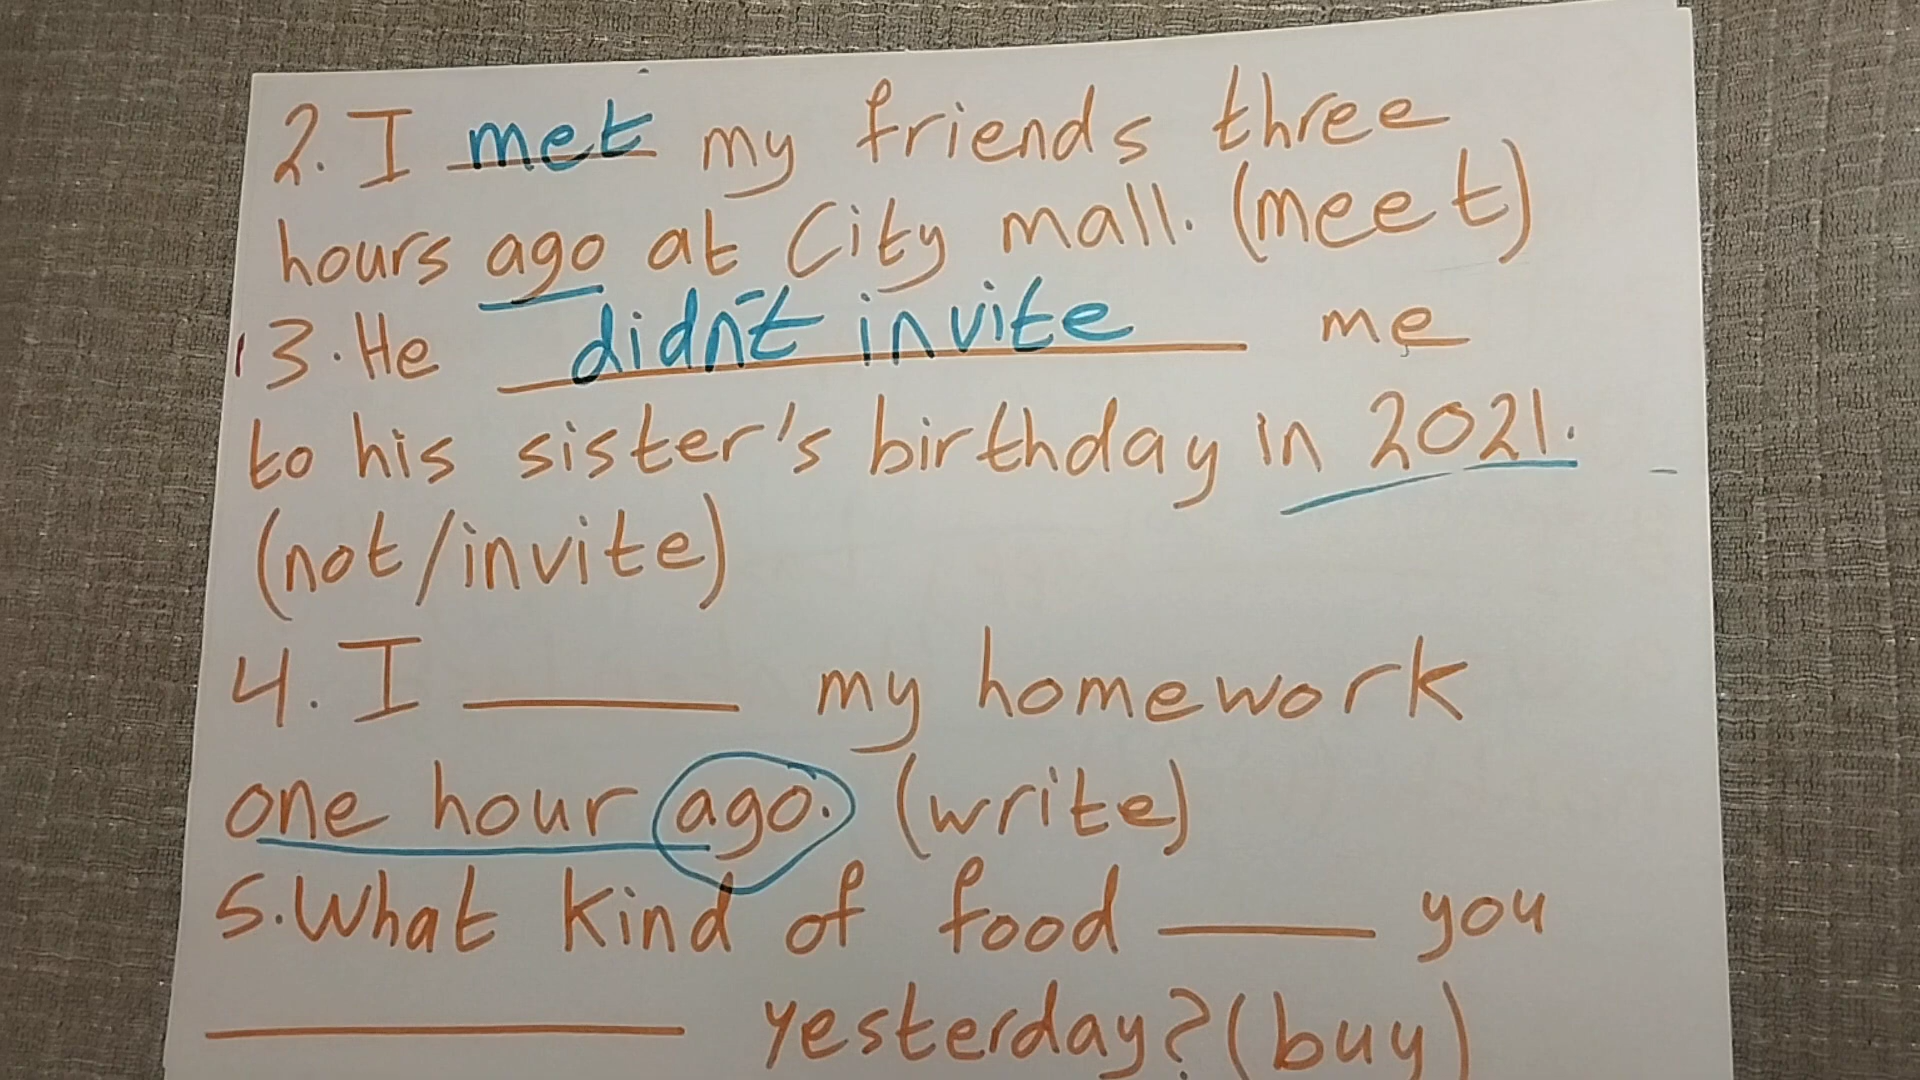 2. I met my friends three
hours ago at City mall. (meet)
3. He didn't invite me
to his sister's birthday in 2021.
(not/invite)
4. I ______ my homework
one hour ago. (write)
5. What kind of food ______ you
______ yesterday? (buy)